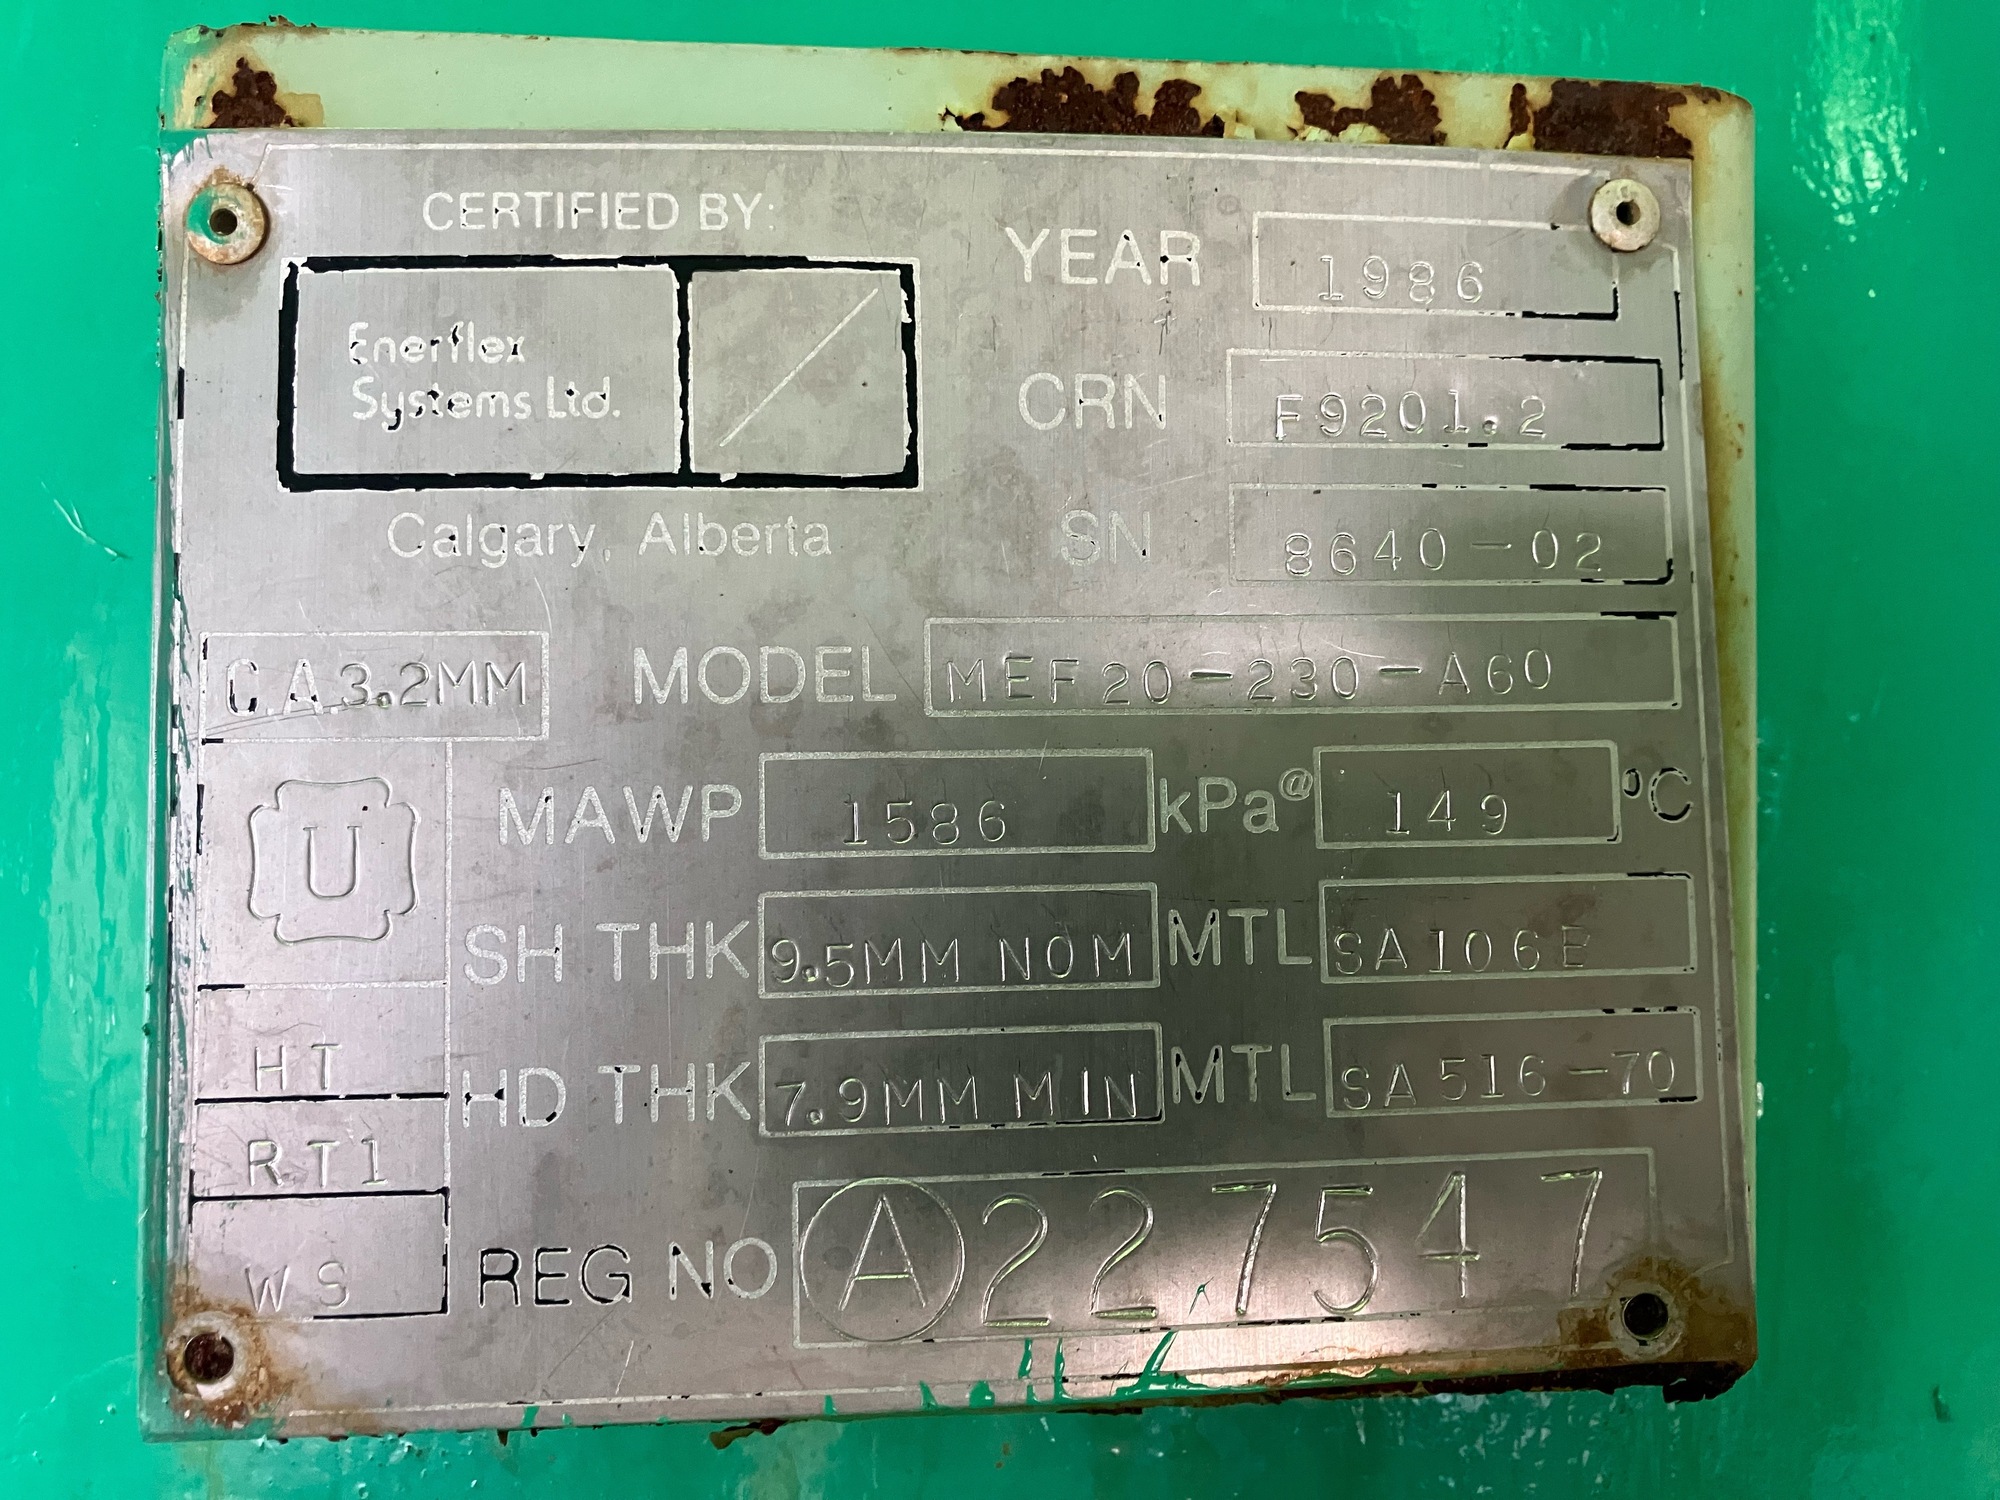 CERTIFIED BY:
Enerflex
Systems Ltd.
Calgary, Alberta
YEAR 1986
CRN F9201.2
SN 8640-02
C.A.3.2MM
MODEL MEF20-230-A60
U
MAWP 1586 kPa@ 149 °C
SH THK 9.5MM NOM MTL SA106B
HT
HD THK 7.9MM MIN MTL SA516-70
RT1
WS
REG NO A 227547